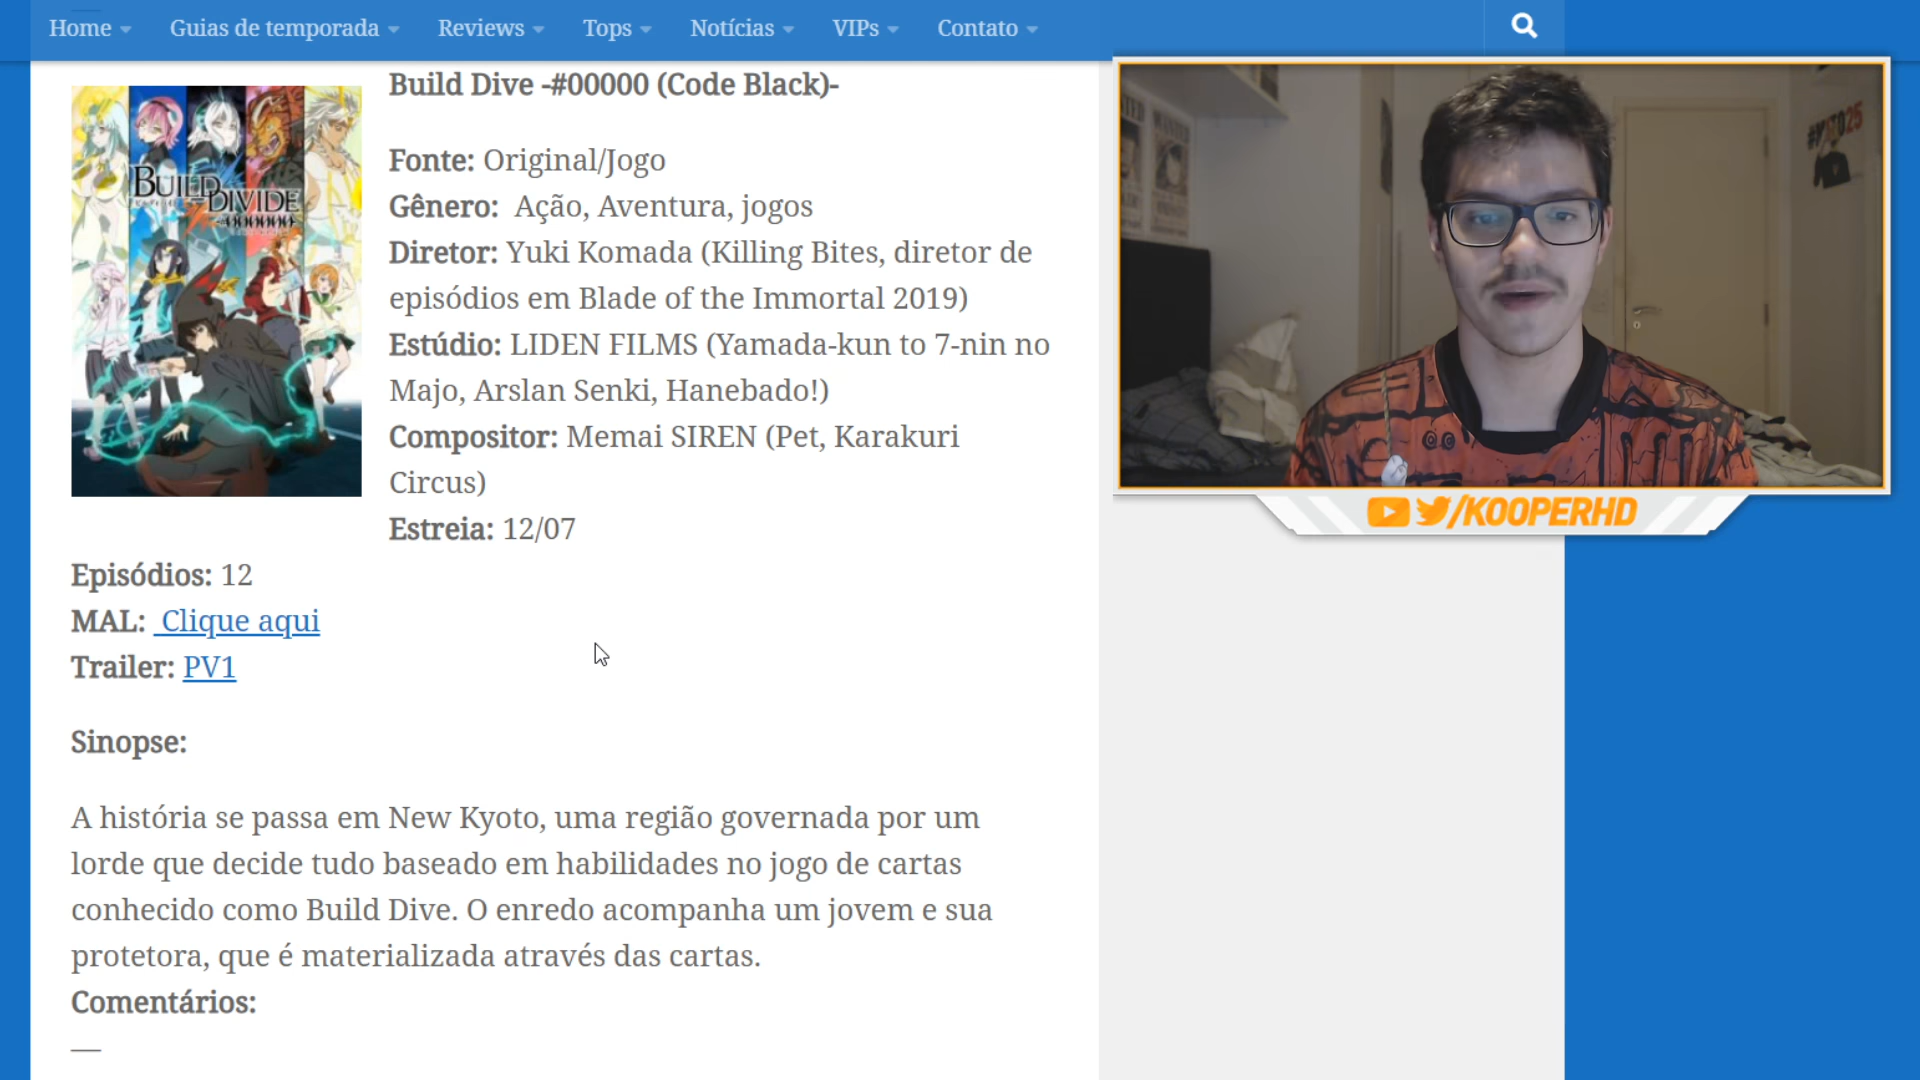 Home
Guias de temporada
Reviews
Tops
Notícias
VIPs
Contato
Build Dive -#00000 (Code Black)-
BUILD
DIVIDE
Fonte: Original/Jogo
Gênero: Ação, Aventura, jogos
Diretor: Yuki Komada (Killing Bites, diretor de
episódios em Blade of the Immortal 2019)
Estúdio: LIDEN FILMS (Yamada-kun to 7-nin no
Majo, Arslan Senki, Hanebado!)
Compositor: Memai SIREN (Pet, Karakuri
Circus)
Estreia: 12/07
Episódios: 12
MAL: Clique aqui
Trailer: PV1
Sinopse:
A história se passa em New Kyoto, uma região governada por um
lorde que decide tudo baseado em habilidades no jogo de cartas
conhecido como Build Dive. O enredo acompanha um jovem e sua
protetora, que é materializada através das cartas.
Comentários:
—
WANTED
/KOOPERHD